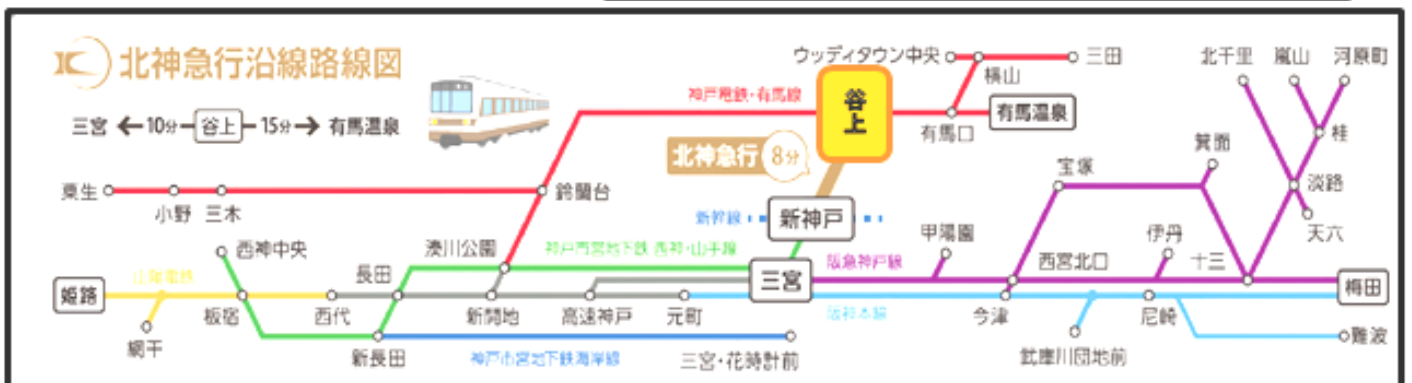 北神急行沿線路線図
三宮 ←10分─ 谷上 ─15分→ 有馬温泉
ウッディタウン中央
三田
横山
北千里
嵐山
河原町
神戸電鉄・有馬線
谷上
有馬口
有馬温泉
桂
北神急行 8分
箕面
宝塚
淡路
粟生
小野
三木
鈴蘭台
新幹線
新神戸
天六
西神中央
湊川公園
神戸市営地下鉄 西神・山手線
甲陽園
伊丹
阪急神戸線
西宮北口
十三
山陽電鉄
長田
姫路
三宮
梅田
板宿
西代
新開地
高速神戸
元町
阪神本線
今津
尼崎
網干
新長田
神戸市営地下鉄海岸線
三宮・花時計前
武庫川団地前
難波